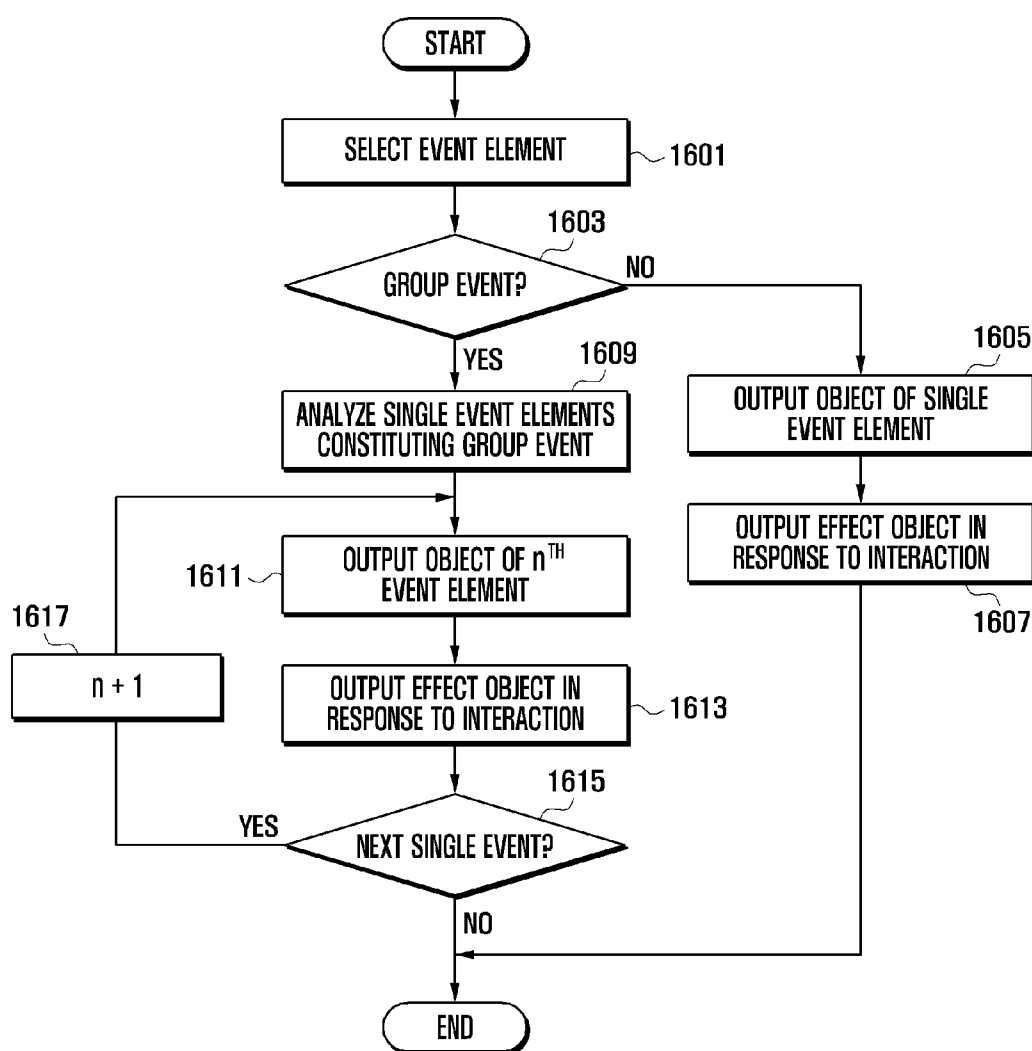 START
SELECT EVENT ELEMENT
1601
1603
GROUP EVENT?
NO
YES
1609
1605
ANALYZE SINGLE EVENT ELEMENTS
CONSTITUTING GROUP EVENT
OUTPUT OBJECT OF SINGLE
EVENT ELEMENT
OUTPUT EFFECT OBJECT IN
RESPONSE TO INTERACTION
1607
1611
OUTPUT OBJECT OF nTH
EVENT ELEMENT
1617
n + 1
OUTPUT EFFECT OBJECT IN
RESPONSE TO INTERACTION
1613
1615
YES
NEXT SINGLE EVENT?
NO
END